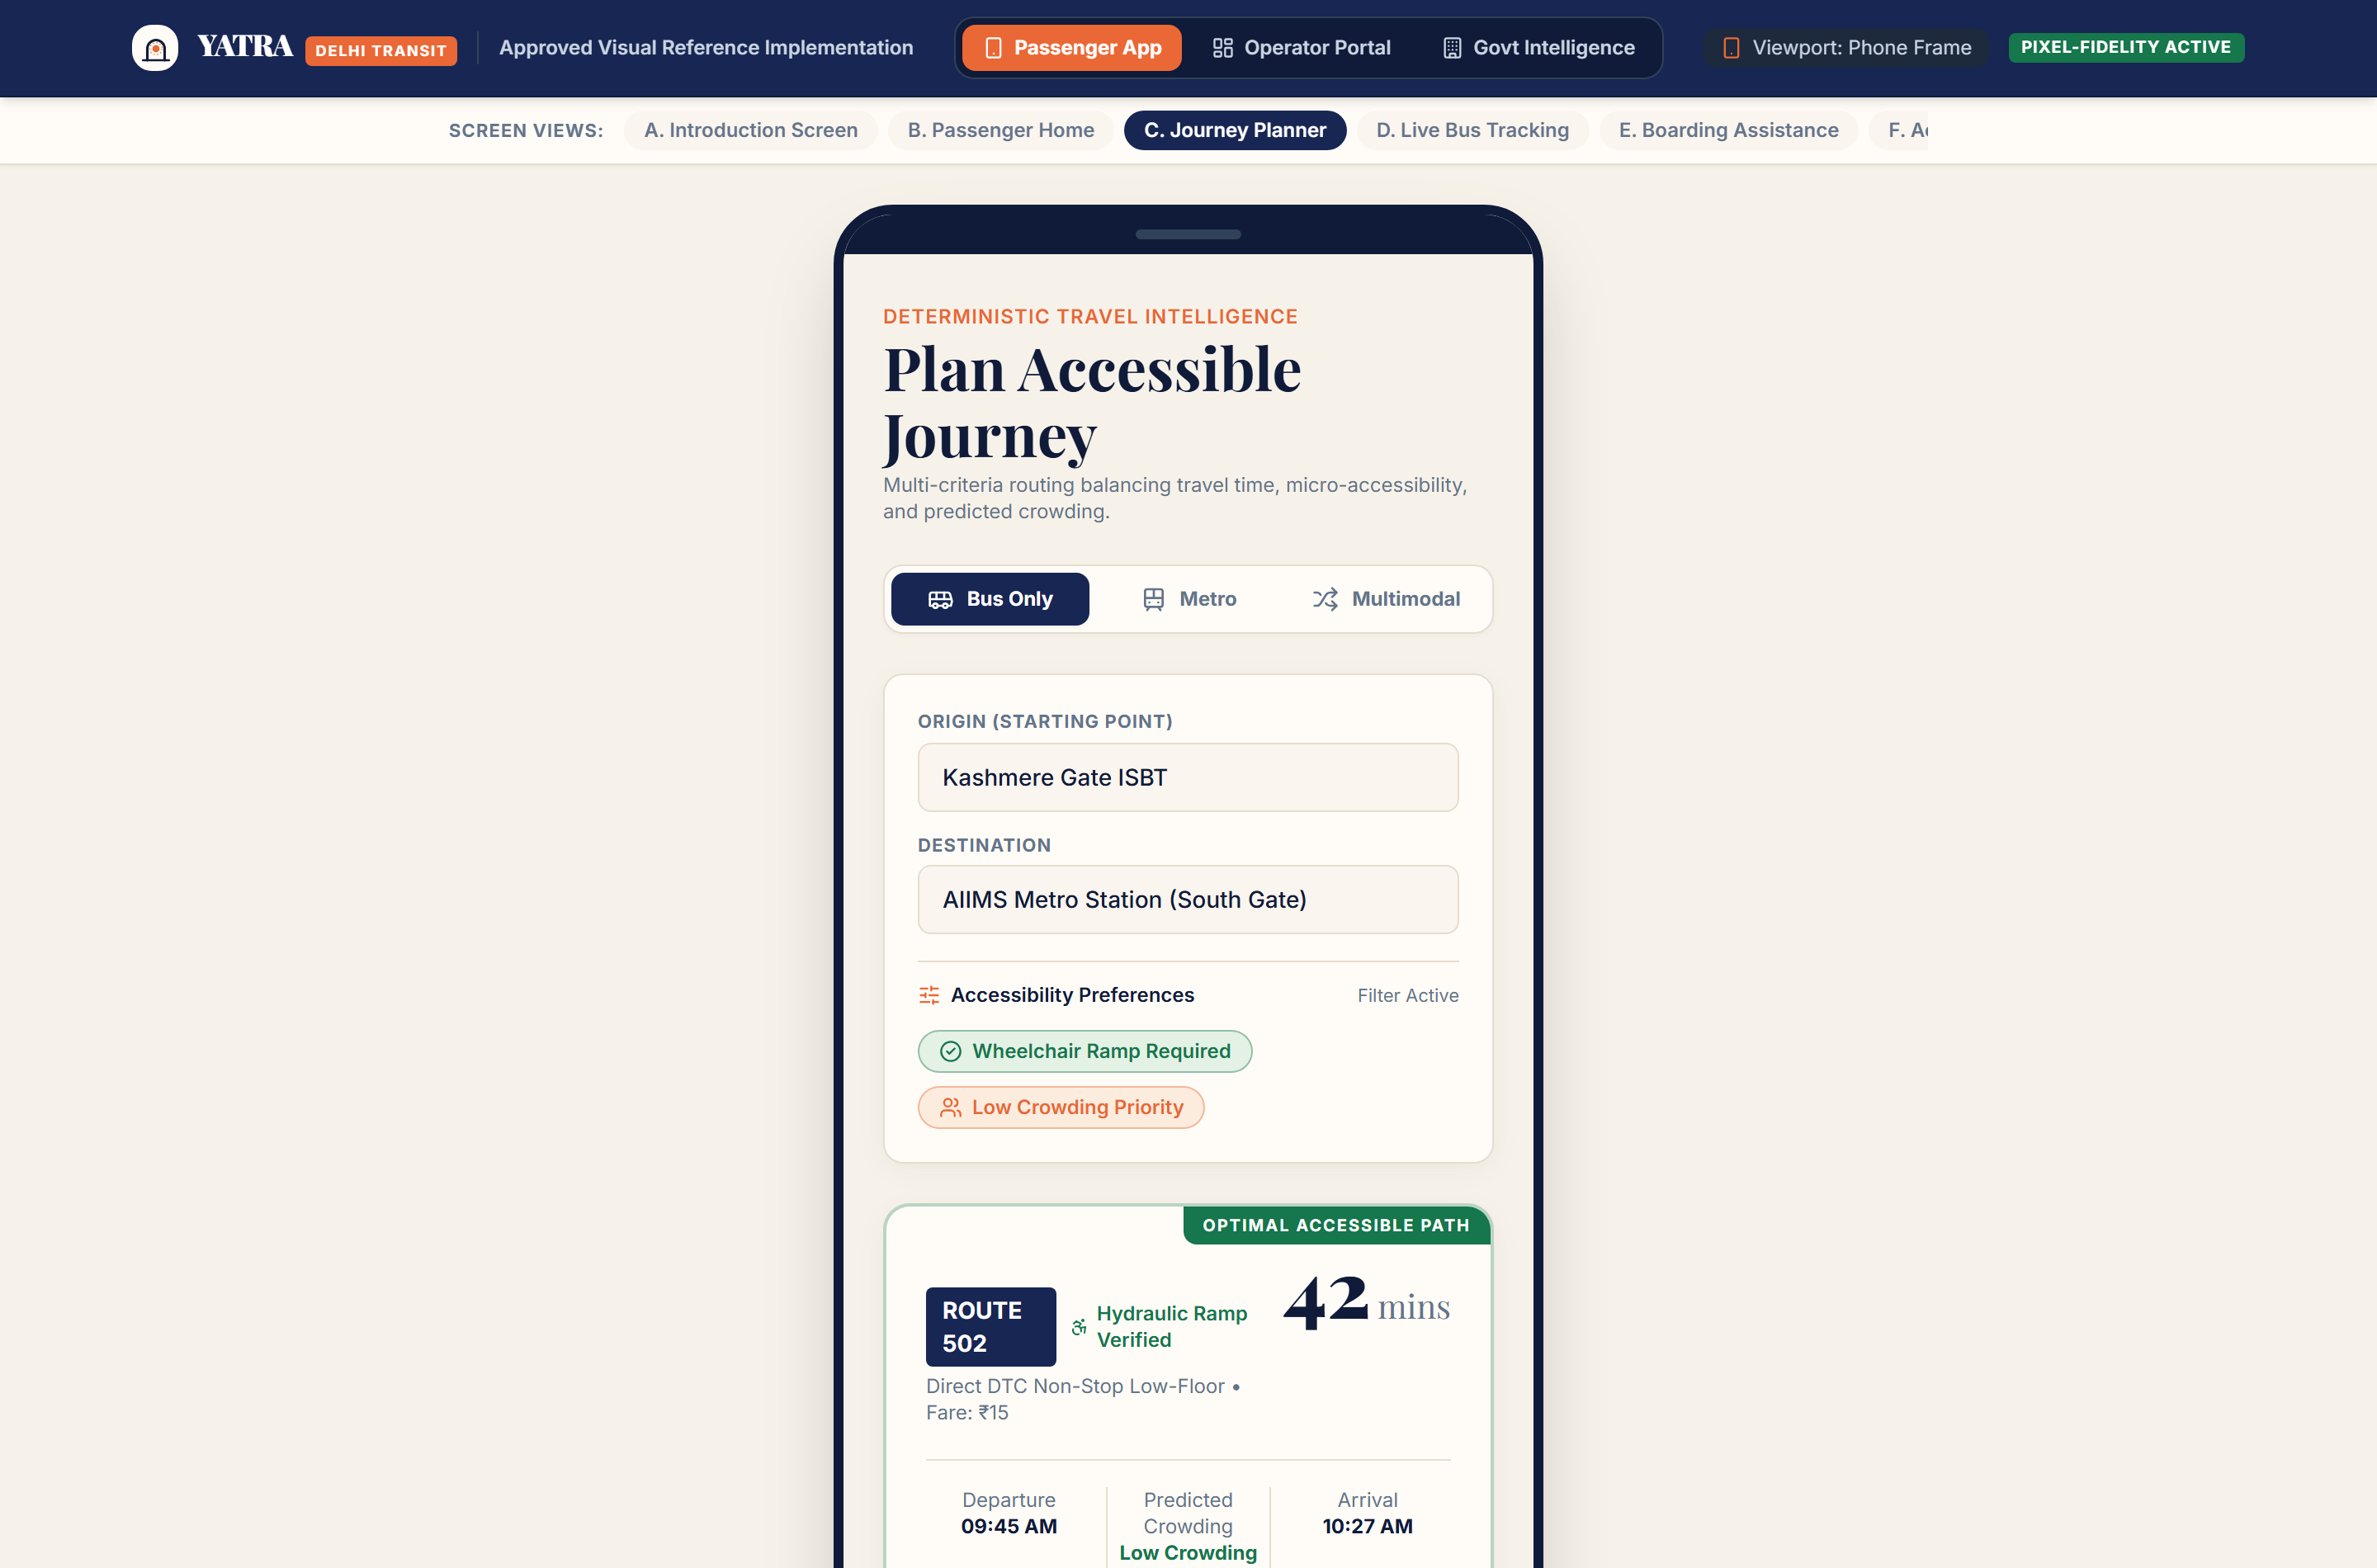 YATRA DELHI TRANSIT Approved Visual Reference Implementation Passenger App Operator Portal Govt Intelligence Viewport: Phone Frame PIXEL-FIDELITY ACTIVE
SCREEN VIEWS: A. Introduction Screen B. Passenger Home C. Journey Planner D. Live Bus Tracking E. Boarding Assistance F.
DETERMINISTIC TRAVEL INTELLIGENCE
Plan Accessible
Journey
Multi-criteria routing balancing travel time, micro-accessibility,
and predicted crowding.
Bus Only Metro Multimodal
ORIGIN (STARTING POINT)
Kashmere Gate ISBT
DESTINATION
AIIMS Metro Station (South Gate)
Accessibility Preferences Filter Active
Wheelchair Ramp Required
Low Crowding Priority
OPTIMAL ACCESSIBLE PATH
ROUTE
502
Hydraulic Ramp
Verified
42 mins
Direct DTC Non-Stop Low-Floor •
Fare: ₹15
Departure
09:45 AM
Predicted
Crowding
Low Crowding
Arrival
10:27 AM